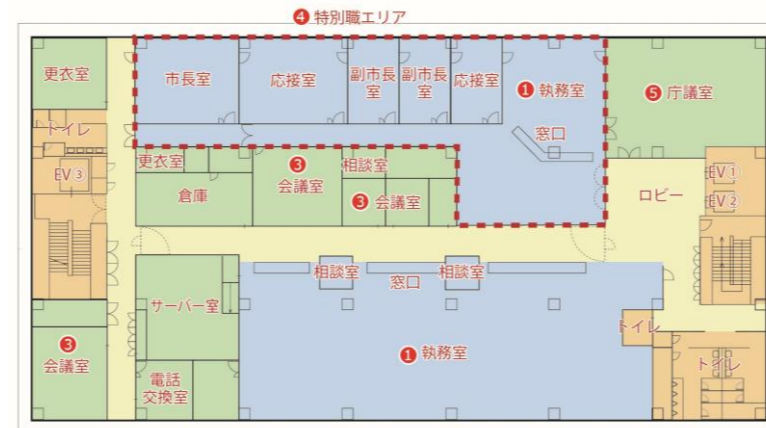 ❹ 特別職エリア
更衣室
市長室
応接室
副市長
室
副市長
室
応接室
❶ 執務室
❺ 庁議室
トイレ
窓口
EV③
更衣室
❸
会議室
相談室
EV①
倉庫
❸ 会議室
ロビー
EV②
相談室
窓口
相談室
サーバー室
トイレ
❸
会議室
❶ 執務室
トイレ
電話
交換室